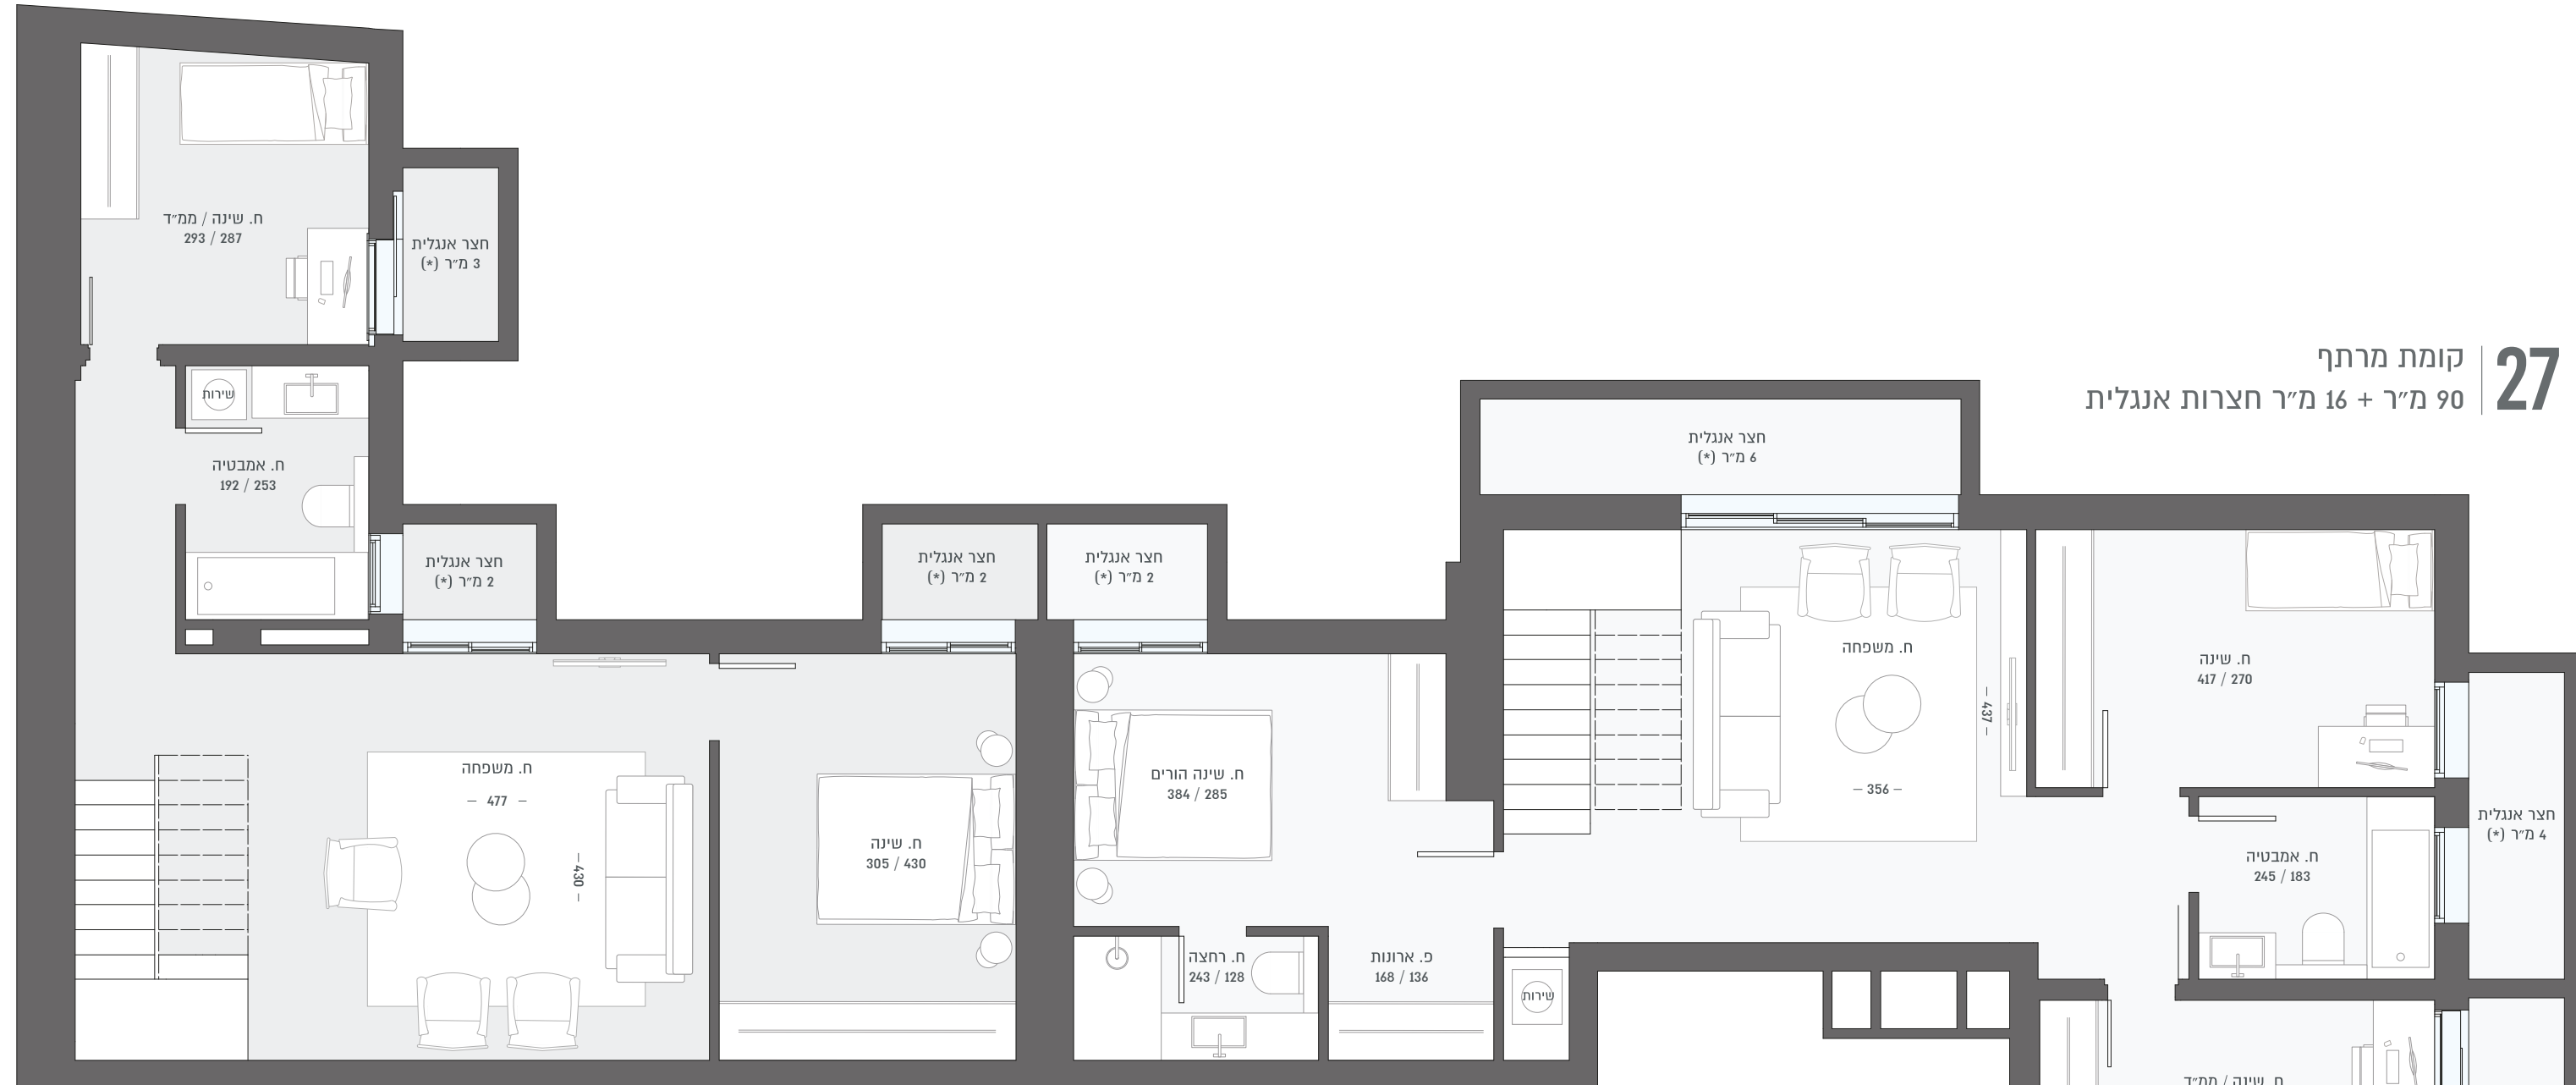 27
קומת מרתף
90 מ״ר + 16 מ״ר חצרות אנגלית
ח. שינה / ממ״ד
293 / 287
חצר אנגלית
3 מ״ר (*)
שירות
ח. אמבטיה
192 / 253
חצר אנגלית
2 מ״ר (*)
חצר אנגלית
2 מ״ר (*)
חצר אנגלית
2 מ״ר (*)
חצר אנגלית
6 מ״ר (*)
ח. משפחה
– 477 –
– 430 –
ח. שינה
305 / 430
ח. שינה הורים
384 / 285
ח. רחצה
243 / 128
פ. ארונות
168 / 136
שירות
ח. משפחה
– 437 –
– 356 –
ח. שינה
417 / 270
חצר אנגלית
4 מ״ר (*)
ח. אמבטיה
245 / 183
ח. שינה / ממ״ד